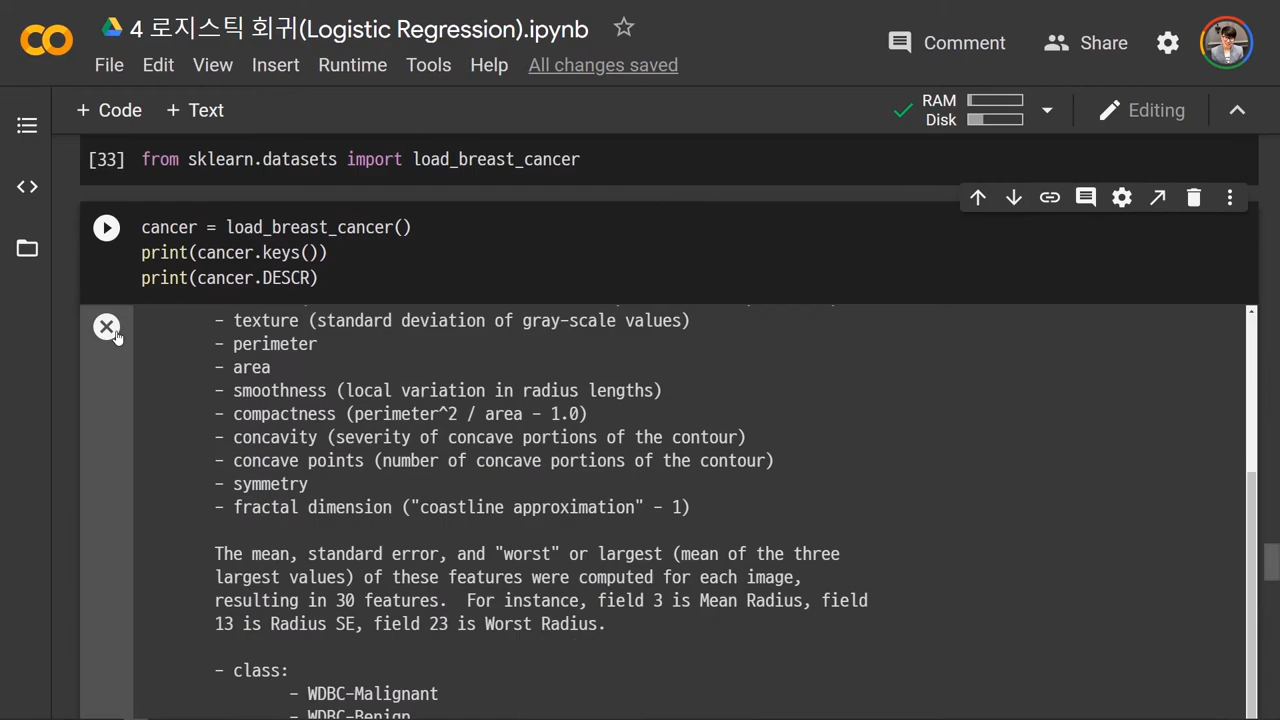 4 로지스틱 회귀(Logistic Regression).ipynb
Comment
Share
File Edit View Insert Runtime Tools Help All changes saved
+ Code + Text
RAM
Disk
Editing
[33] from sklearn.datasets import load_breast_cancer
cancer = load_breast_cancer()
print(cancer.keys())
print(cancer.DESCR)
- texture (standard deviation of gray-scale values)
- perimeter
- area
- smoothness (local variation in radius lengths)
- compactness (perimeter^2 / area - 1.0)
- concavity (severity of concave portions of the contour)
- concave points (number of concave portions of the contour)
- symmetry
- fractal dimension ("coastline approximation" - 1)
The mean, standard error, and "worst" or largest (mean of the three
largest values) of these features were computed for each image,
resulting in 30 features.  For instance, field 3 is Mean Radius, field
13 is Radius SE, field 23 is Worst Radius.
- class:
- WDBC-Malignant
- WDBC-Benign